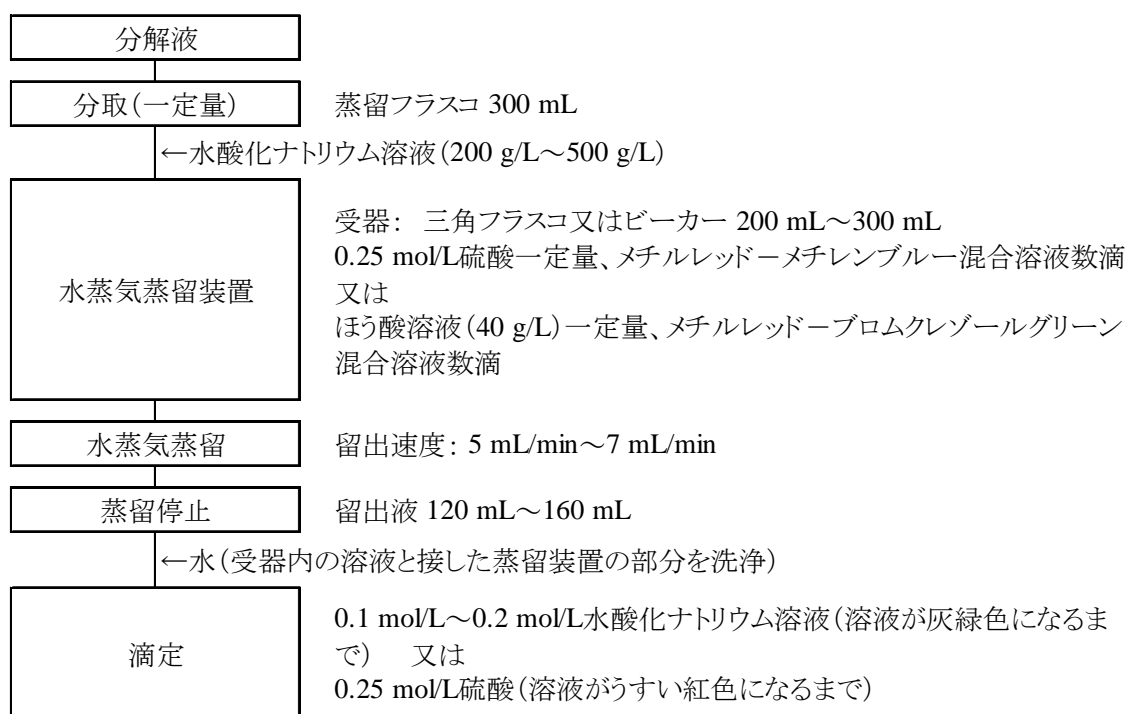 分解液
分取(一定量) 蒸留フラスコ 300 mL
←水酸化ナトリウム溶液(200 g/L～500 g/L)
水蒸気蒸留装置
受器: 三角フラスコ又はビーカー 200 mL～300 mL
0.25 mol/L硫酸一定量、メチルレッド－メチレンブルー混合溶液数滴
又は
ほう酸溶液(40 g/L)一定量、メチルレッド－ブロムクレゾールグリーン
混合溶液数滴
水蒸気蒸留 留出速度: 5 mL/min～7 mL/min
蒸留停止 留出液 120 mL～160 mL
←水(受器内の溶液と接した蒸留装置の部分を洗浄)
滴定
0.1 mol/L～0.2 mol/L水酸化ナトリウム溶液(溶液が灰緑色になるま
で) 又は
0.25 mol/L硫酸(溶液がうすい紅色になるまで)